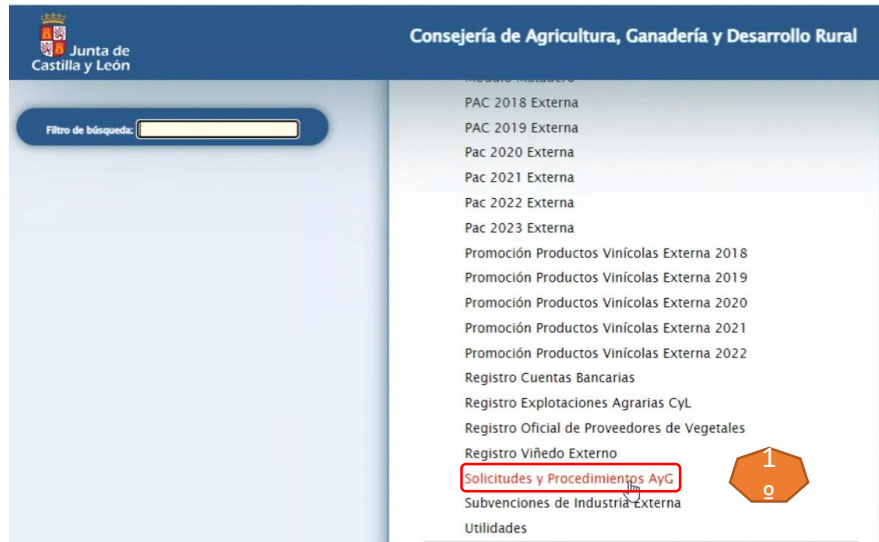 Junta de
Castilla y León
Consejería de Agricultura, Ganadería y Desarrollo Rural
Filtro de búsqueda:
Módulo Matadero
PAC 2018 Externa
PAC 2019 Externa
Pac 2020 Externa
Pac 2021 Externa
Pac 2022 Externa
Pac 2023 Externa
Promoción Productos Vinícolas Externa 2018
Promoción Productos Vinícolas Externa 2019
Promoción Productos Vinícolas Externa 2020
Promoción Productos Vinícolas Externa 2021
Promoción Productos Vinícolas Externa 2022
Registro Cuentas Bancarias
Registro Explotaciones Agrarias CyL
Registro Oficial de Proveedores de Vegetales
Registro Viñedo Externo
Solicitudes y Procedimientos AyG
1
º
Subvenciones de Industria Externa
Utilidades